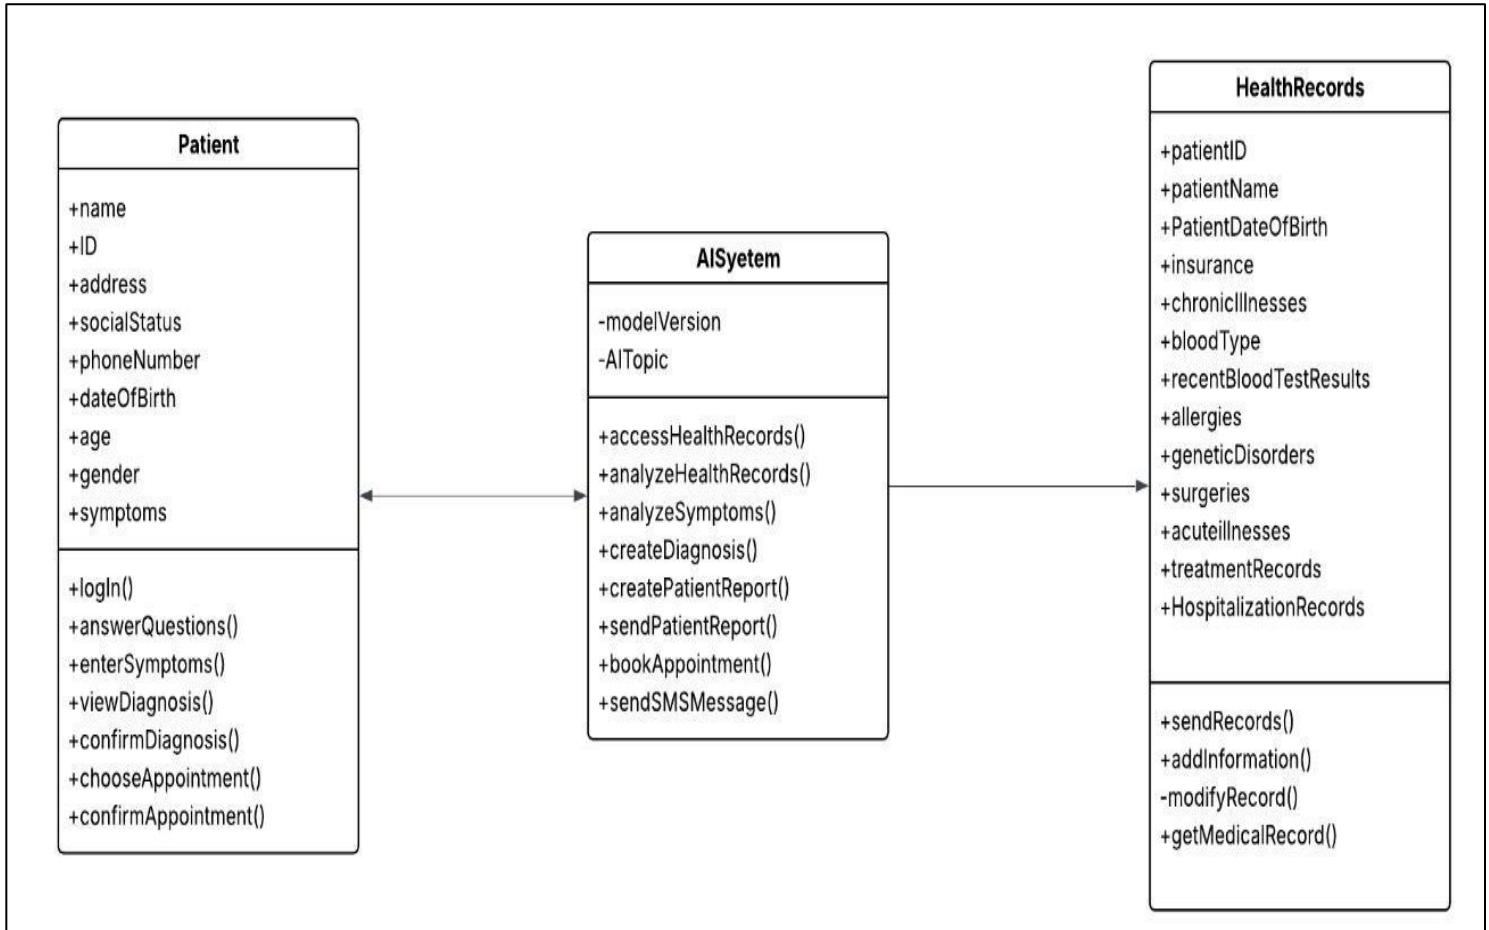 Patient
+name
+ID
+address
+socialStatus
+phoneNumber
+dateOfBirth
+age
+gender
+symptoms
+logIn()
+answerQuestions()
+enterSymptoms()
+viewDiagnosis()
+confirmDiagnosis()
+chooseAppointment()
+confirmAppointment()
AISyetem
-modelVersion
-AITopic
+accessHealthRecords()
+analyzeHealthRecords()
+analyzeSymptoms()
+createDiagnosis()
+createPatientReport()
+sendPatientReport()
+bookAppointment()
+sendSMSMessage()
HealthRecords
+patientID
+patientName
+PatientDateOfBirth
+insurance
+chronicIllnesses
+bloodType
+recentBloodTestResults
+allergies
+geneticDisorders
+surgeries
+acuteillnesses
+treatmentRecords
+HospitalizationRecords
+sendRecords()
+addInformation()
-modifyRecord()
+getMedicalRecord()